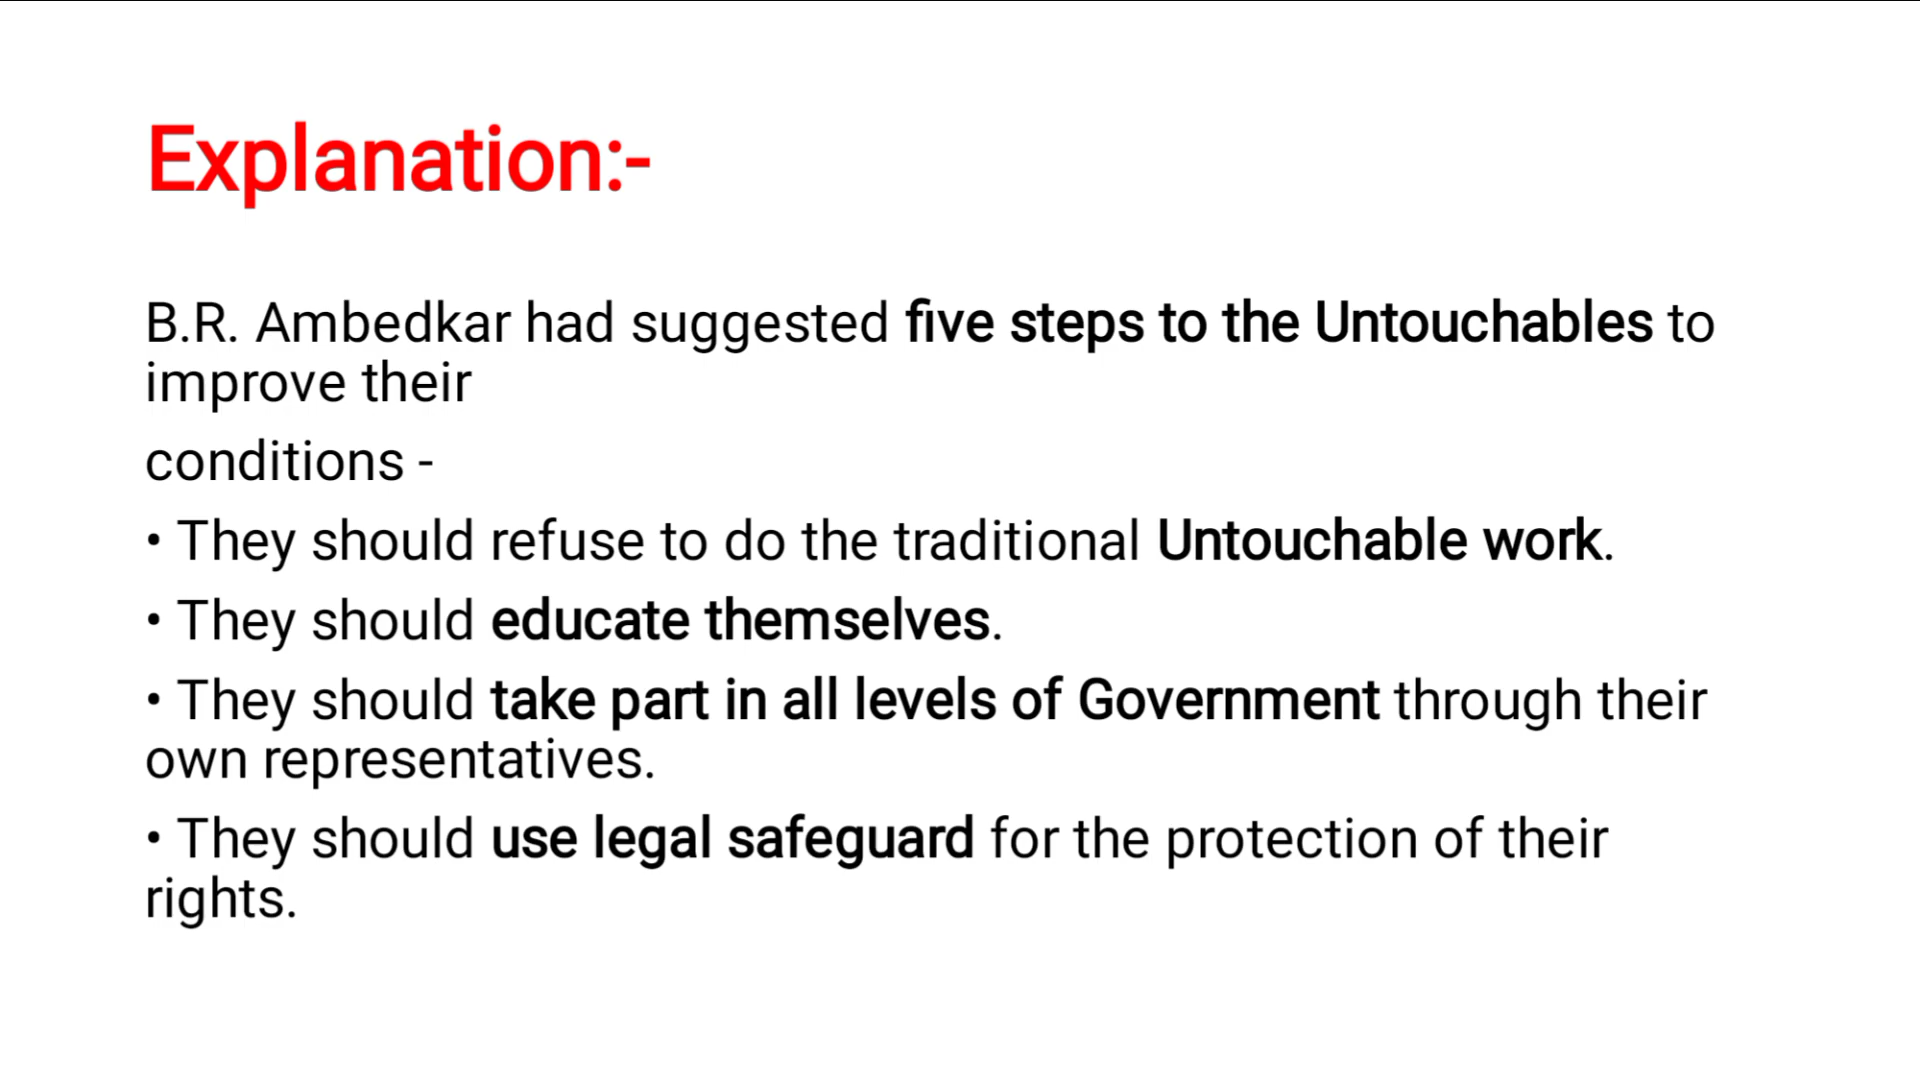 Explanation:-
B.R. Ambedkar had suggested five steps to the Untouchables to
improve their
conditions -
• They should refuse to do the traditional Untouchable work.
• They should educate themselves.
• They should take part in all levels of Government through their
own representatives.
• They should use legal safeguard for the protection of their
rights.